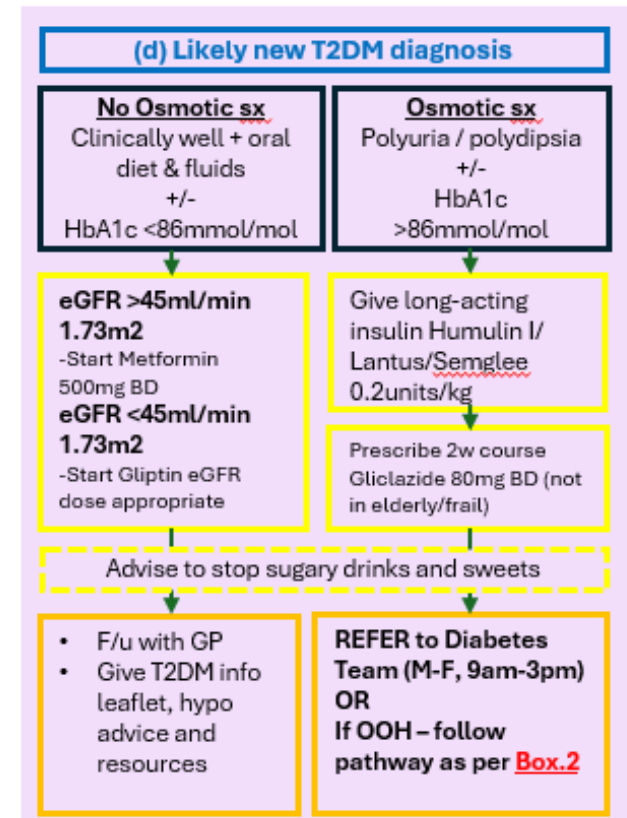 (d) Likely new T2DM diagnosis
No Osmotic sx
Clinically well + oral
diet & fluids
+/-
HbA1c <86mmol/mol
Osmotic sx
Polyuria / polydipsia
+/-
HbA1c
>86mmol/mol
eGFR >45ml/min
1.73m2
-Start Metformin
500mg BD
eGFR <45ml/min
1.73m2
-Start Gliptin eGFR
dose appropriate
Give long-acting
insulin Humulin I/
Lantus/Semglee
0.2units/kg
Prescribe 2w course
Gliclazide 80mg BD (not
in elderly/frail)
Advise to stop sugary drinks and sweets
• F/u with GP
• Give T2DM info
leaflet, hypo
advice and
resources
REFER to Diabetes
Team (M-F, 9am-3pm)
OR
If OOH – follow
pathway as per Box.2